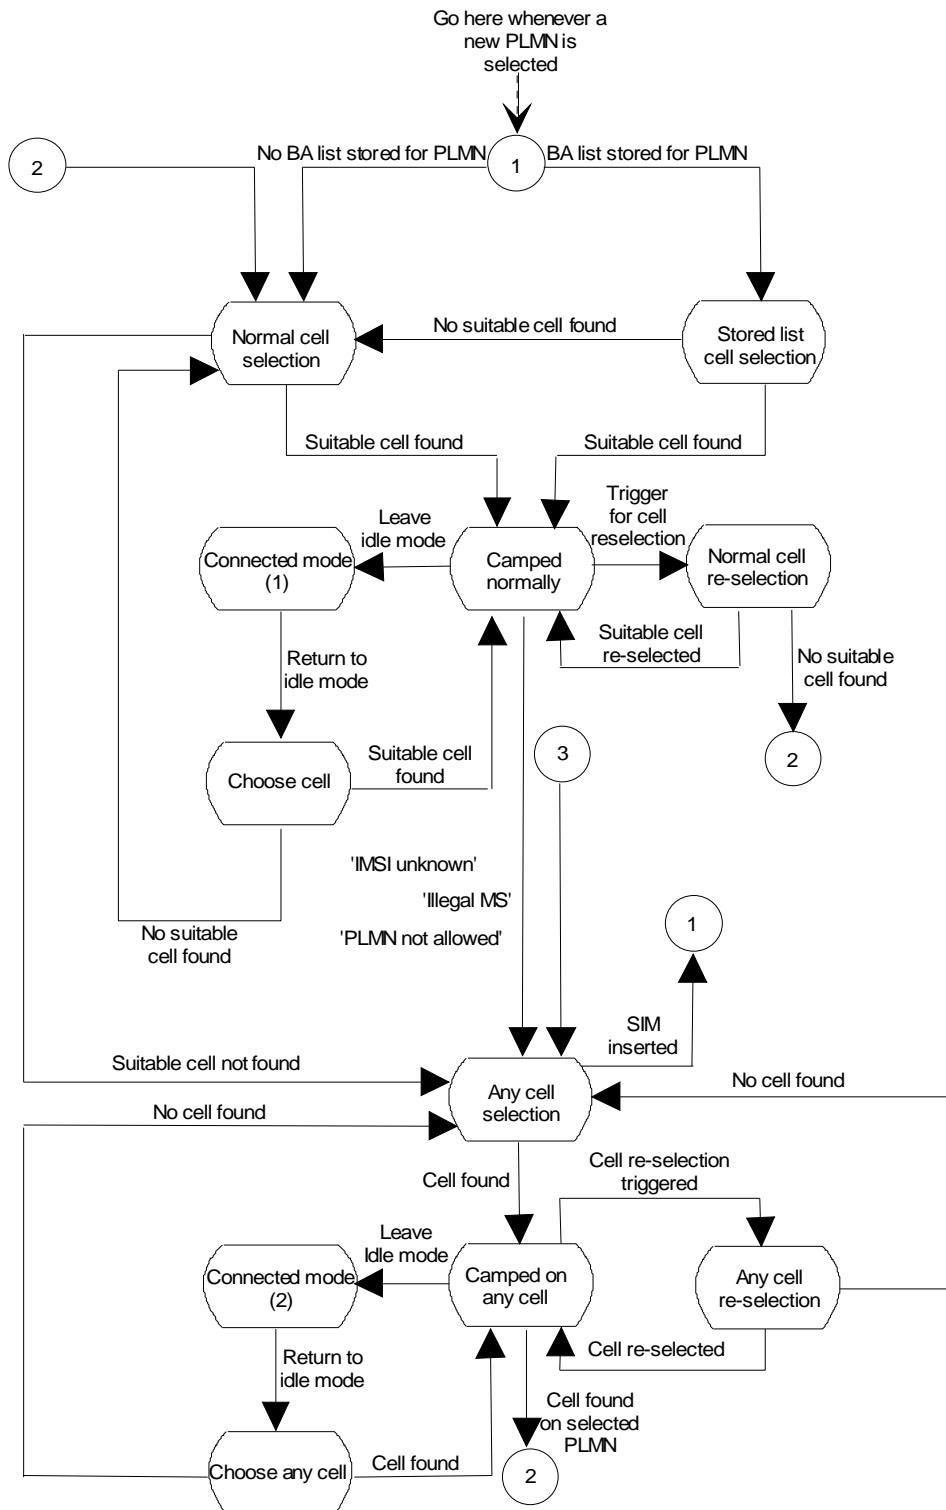 Go here whenever a
new PLMN is
selected
2
No BA list stored for PLMN
1
BA list stored for PLMN
Normal cell
selection
No suitable cell found
Stored list
cell selection
Suitable cell found
Suitable cell found
Leave
idle mode
Trigger
for cell
reselection
Connected mode
(1)
Camped
normally
Normal cell
re-selection
Suitable cell
re-selected
Return to
idle mode
No suitable
cell found
Choose cell
Suitable cell
found
3
2
'IMSI unknown'
'Illegal MS'
'PLMN not allowed'
No suitable
cell found
1
SIM
inserted
Suitable cell not found
Any cell
selection
No cell found
No cell found
Cell found
Cell re-selection
triggered
Leave
Idle mode
Connected mode
(2)
Camped on
any cell
Any cell
re-selection
Return to
idle mode
Cell re-selected
Cell found
on selected
PLMN
Choose any cell
Cell found
2